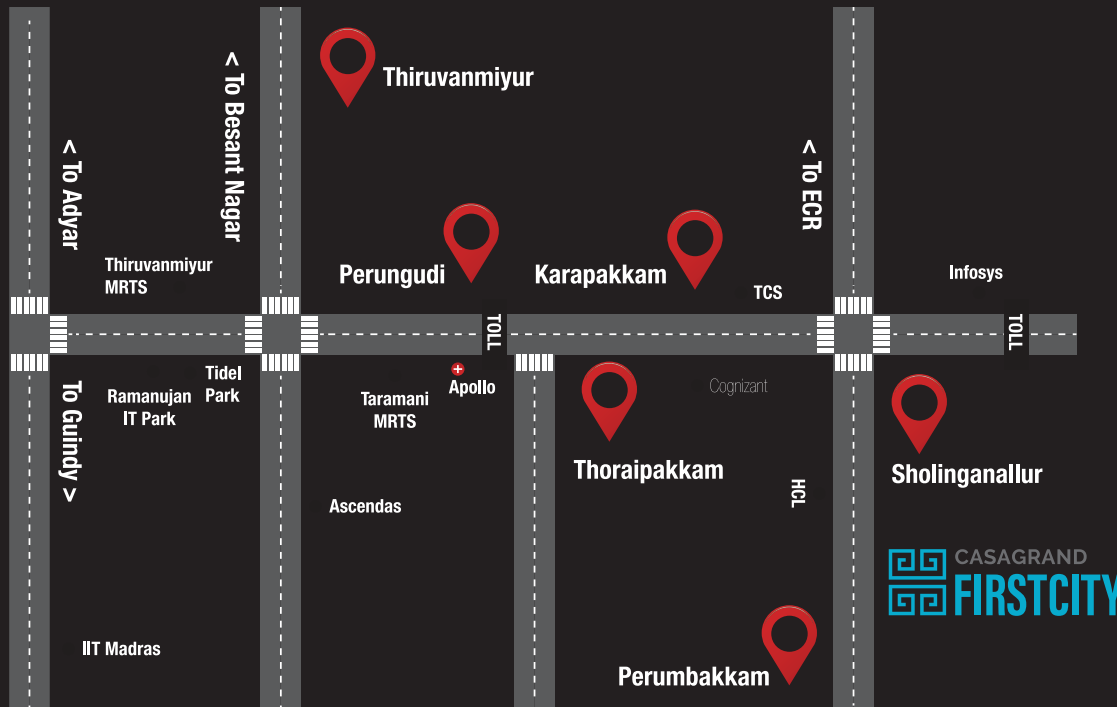 Thiruvanmiyur
< To Besant Nagar
< To Adyar
< To ECR
Thiruvanmiyur
MRTS
Perungudi
Karapakkam
TCS
Infosys
TOLL
TOLL
To Guindy >
Ramanujan
IT Park
Tidel
Park
Taramani
MRTS
Apollo
Cognizant
Thoraipakkam
Sholinganallur
HCL
Ascendas
CASAGRAND
FIRSTCITY
IIT Madras
Perumbakkam